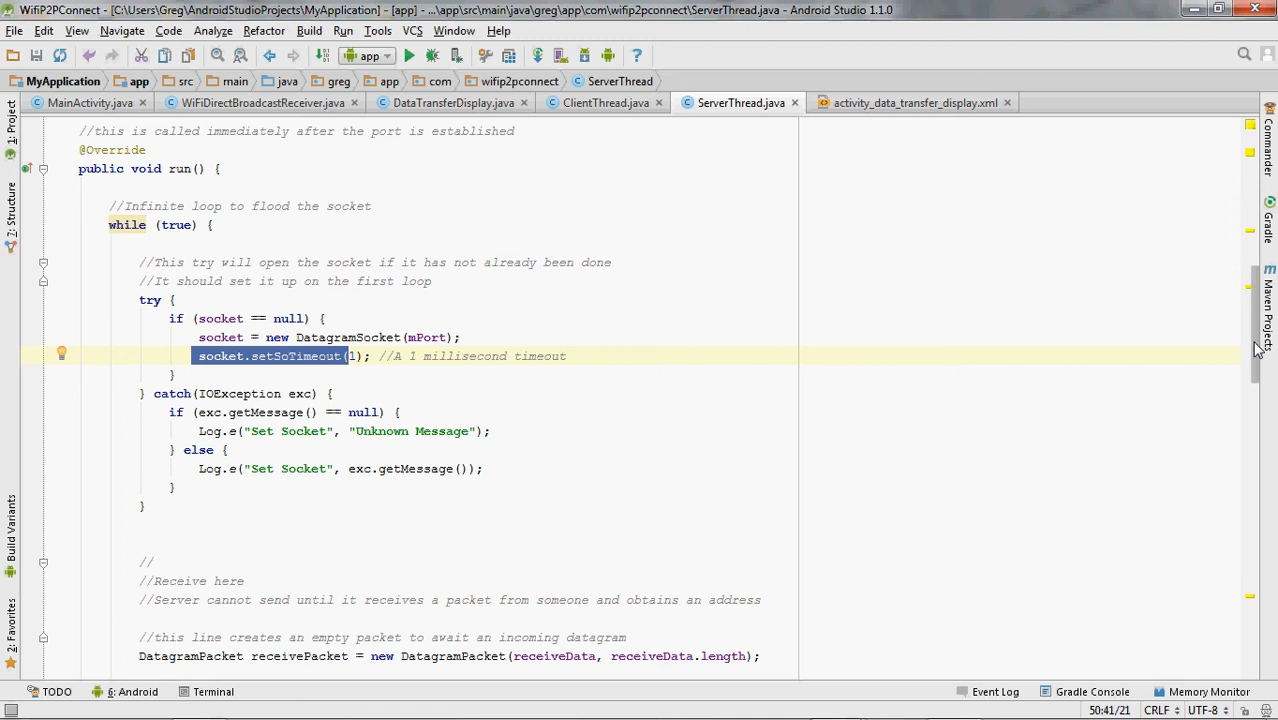 WifiP2PConnect - [C:\Users\Greg\AndroidStudioProjects\MyApplication] - [app] - ...\app\src\main\java\greg\app\com\wifip2pconnect\ServerThread.java - Android Studio 1.1.0
File Edit View Navigate Code Analyze Refactor Build Run Tools VCS Window Help
app
MyApplication app src main java greg app com wifip2pconnect ServerThread.java
MainActivity.java WiFiDirectBroadcastReceiver.java DataTransferDisplay.java ClientThread.java ServerThread.java activity_data_transfer_display.xml
1: Project
7: Structure
Build Variants
2: Favorites
//this is called immediately after the port is established
@Override
public void run() {
//Infinite loop to flood the socket
while (true) {
//This try will open the socket if it has not already been done
//It should set it up on the first loop
try {
if (socket == null) {
socket = new DatagramSocket(mPort);
socket.setSoTimeout(1); //A 1 millisecond timeout
}
} catch(IOException exc) {
if (exc.getMessage() == null) {
Log.e("Set Socket", "Unknown Message");
} else {
Log.e("Set Socket", exc.getMessage());
}
}
//
//Receive here
//Server cannot send until it receives a packet from someone and obtains an address
//this line creates an empty packet to await an incoming datagram
DatagramPacket receivePacket = new DatagramPacket(receiveData, receiveData.length);
Commander
Gradle
Maven Projects
TODO 6: Android Terminal Event Log Gradle Console Memory Monitor
50:41/21 CRLF UTF-8